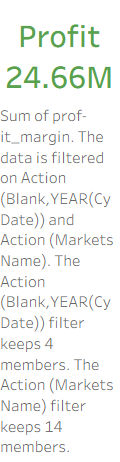 Profit
24.66M
Sum of prof-
it_margin. The
data is filtered
on Action
(Blank,YEAR(Cy
Date)) and
Action (Markets
Name). The
Action
(Blank,YEAR(Cy
Date)) filter
keeps 4
members. The
Action (Markets
Name) filter
keeps 14
members.